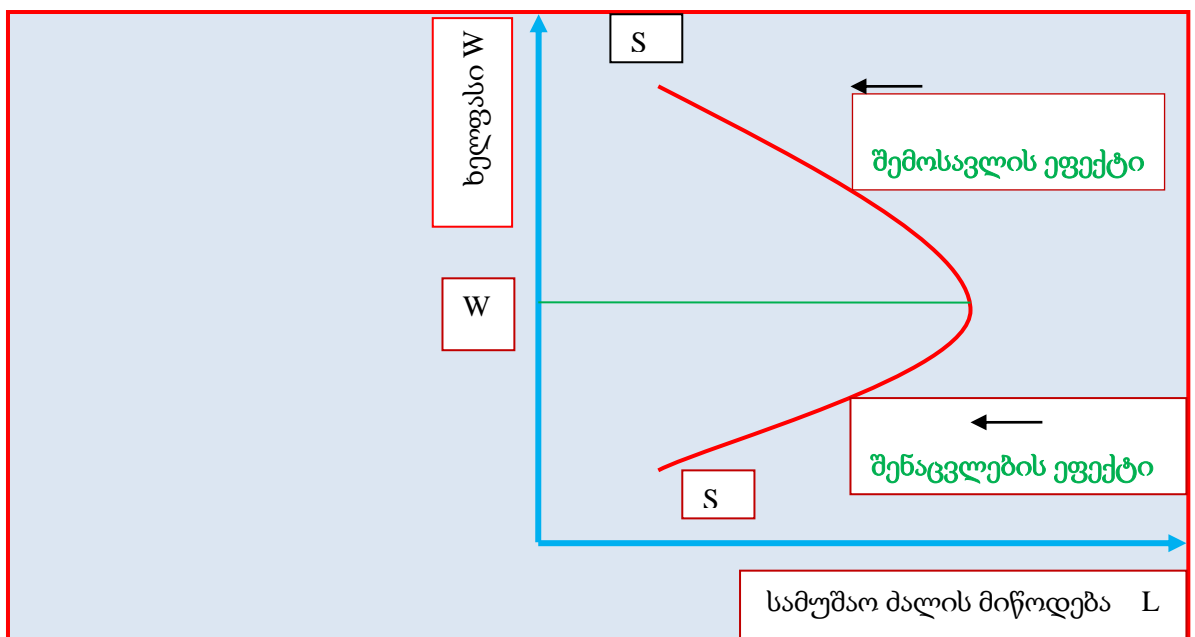 S
ხელფასი W
შემოსავლის ეფექტი
W
შენაცვლების ეფექტი
S
სამუშაო ძალის მიწოდება L